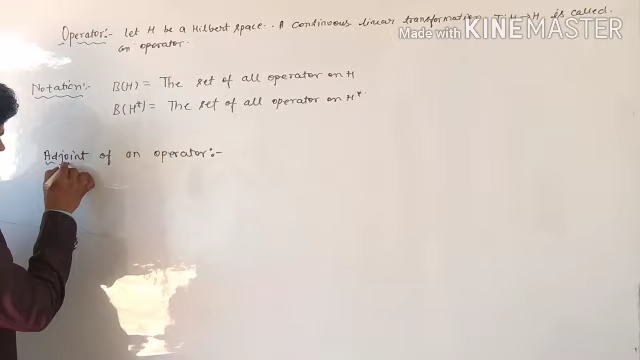 Operator:- Let H be a Hilbert space. A continuous linear transformation T: H→H is called
an operator.
Made with KINEMASTER
Notation:- B(H) = The set of all operator on H
B(H*) = The set of all operator on H*.
Adjoint of an operator:-